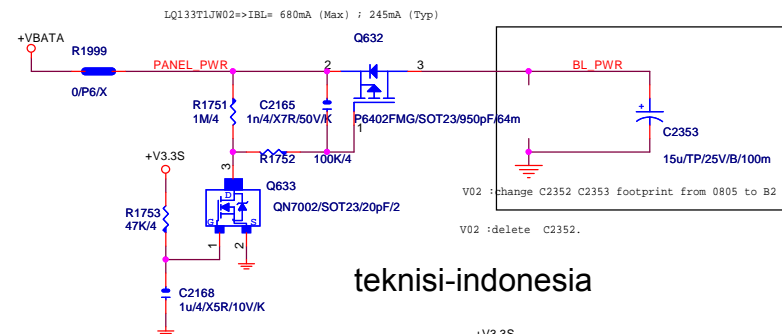 LQ133T1JW02=>IBL= 680mA (Max) ; 245mA (Typ)
+VBATA
R1999
0/P6/X
PANEL_PWR
Q632
2
3
1
P6402FMG/SOT23/950pF/64m
BL_PWR
R1751
1M/4
C2165
1n/4/X7R/50V/K
R1752
100K/4
+
C2353
15u/TP/25V/B/100m
+V3.3S
3
Q633
D
G
S
QN7002/SOT23/20pF/2
1
2
R1753
47K/4
C2168
1u/4/X5R/10V/K
V02 :change C2352 C2353 footprint from 0805 to B2
V02 :delete C2352.
teknisi-indonesia
+V3.3S